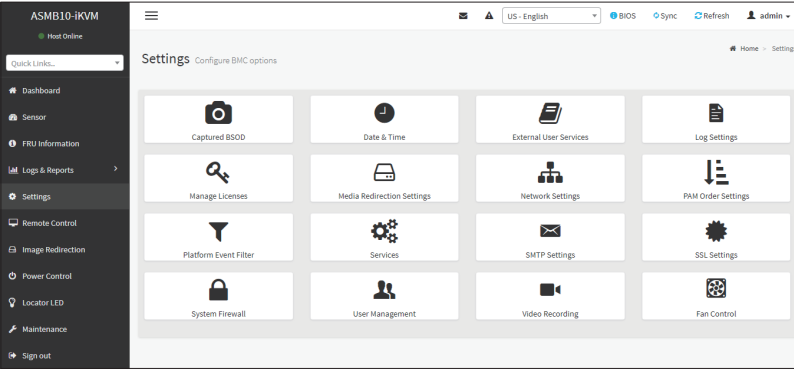 ASMB10-iKVM
Host Online
Quick Links..
Dashboard
Sensor
FRU Information
Logs & Reports
Settings
Remote Control
Image Redirection
Power Control
Locator LED
Maintenance
Sign out
US - English
BIOS
Sync
Refresh
admin
Settings Configure BMC options
Home > Settings
Captured BSOD
Date & Time
External User Services
Log Settings
Manage Licenses
Media Redirection Settings
Network Settings
PAM Order Settings
Platform Event Filter
Services
SMTP Settings
SSL Settings
System Firewall
User Management
Video Recording
Fan Control